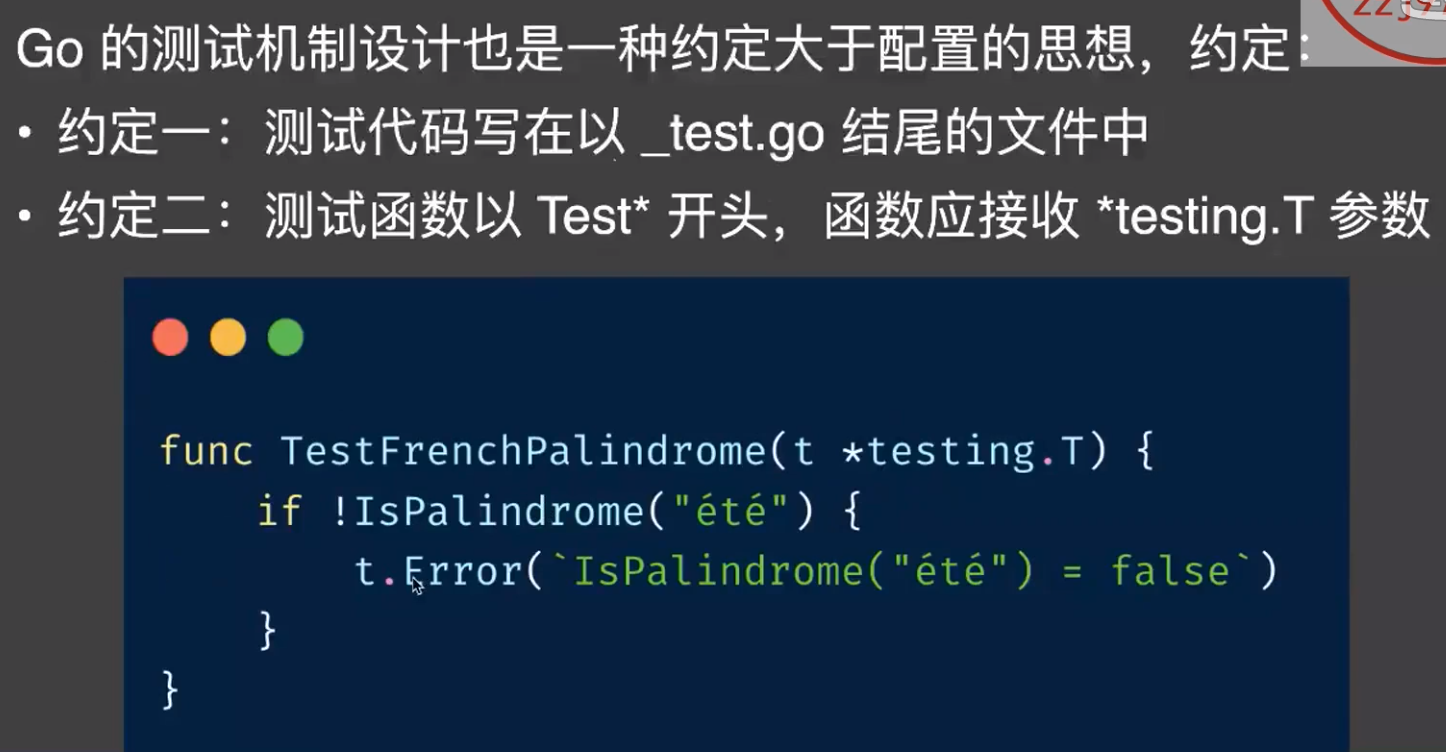 Go 的测试机制设计也是一种约定大于配置的思想，约定：
• 约定一：测试代码写在以 _test.go 结尾的文件中
• 约定二：测试函数以 Test* 开头，函数应接收 *testing.T 参数
func TestFrenchPalindrome(t *testing.T) {
if !IsPalindrome("été") {
t.Error(`IsPalindrome("été") = false`)
}
}